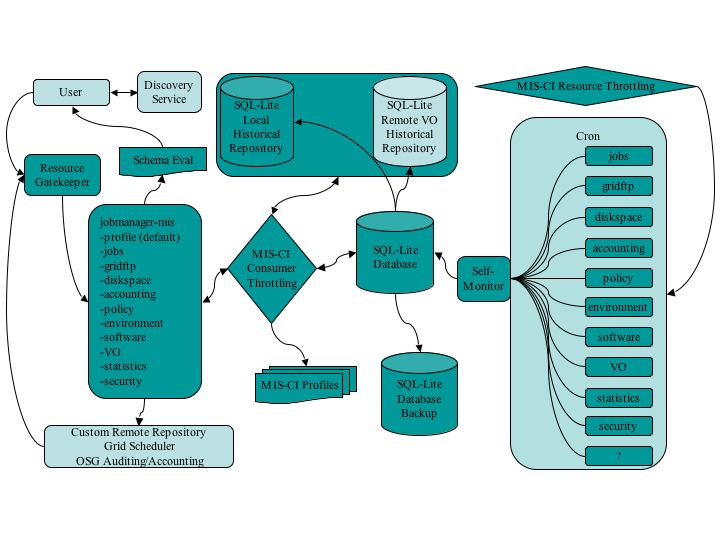 User
Discovery
Service
SQL-Lite
Local
Historical
Repository
SQL-Lite
Remote VO
Historical
Repository
MIS-CI Resource Throttling
Schema Eval
Resource
Gatekeeper
jobmanager-mis
-profile (default)
-jobs
-gridftp
-diskspace
-accounting
-policy
-environment
-software
-VO
-statistics
-security
MIS-CI
Consumer
Throttling
SQL-Lite
Database
Self-
Monitor
Cron
jobs
gridftp
diskspace
accounting
policy
environment
software
VO
statistics
security
?
MIS-CI Profiles
SQL-Lite
Database
Backup
Custom Remote Repository
Grid Scheduler
OSG Auditing/Accounting